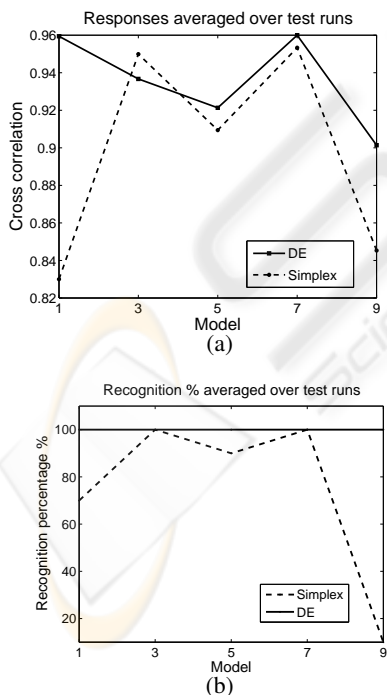 Responses averaged over test runs
0.96
0.94
0.92
0.9
0.88
0.86
0.84
0.82
Cross correlation
DE
Simplex
1 3 5 7 9
Model
(a)
Recognition % averaged over test runs
100
80
60
40
20
Recognition percentage %
Simplex
DE
1 3 5 7 9
Model
(b)